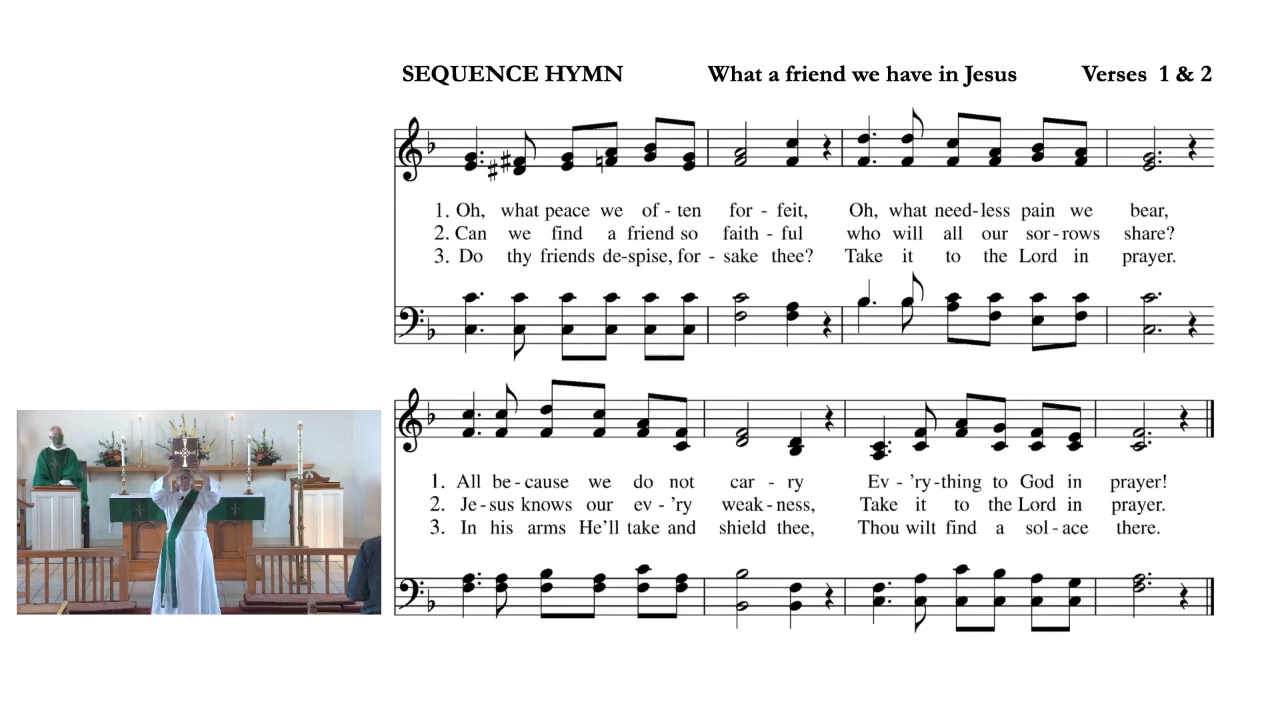 SEQUENCE HYMN What a friend we have in Jesus Verses 1 & 2
1. Oh, what peace we of - ten for - feit, Oh, what need-less pain we bear,
2. Can we find a friend so faith - ful who will all our sor - rows share?
3. Do thy friends de-spise, for - sake thee? Take it to the Lord in prayer.
1. All be - cause we do not car - ry Ev - 'ry-thing to God in prayer!
2. Je - sus knows our ev - 'ry weak - ness, Take it to the Lord in prayer.
3. In his arms He'll take and shield thee, Thou wilt find a sol - ace there.